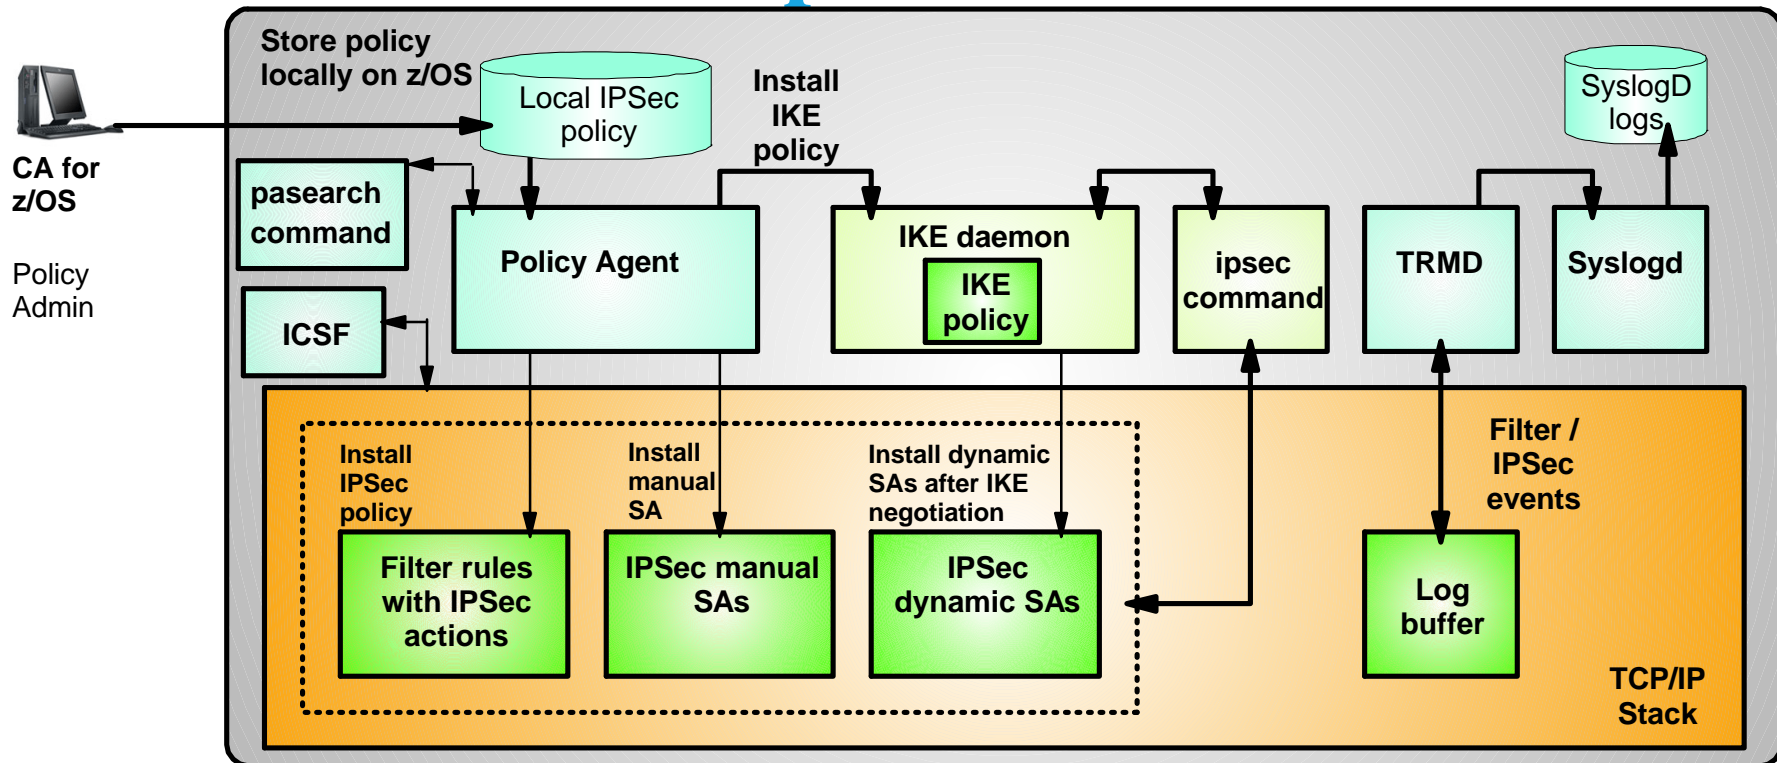 Store policy
locally on z/OS
Local IPSec
policy
Install
IKE
policy
SyslogD
logs
CA for
z/OS
Policy
Admin
pasearch
command
ICSF
Policy Agent
IKE daemon
IKE
policy
ipsec
command
TRMD
Syslogd
Install
IPSec
policy
Install
manual
SA
Install dynamic
SAs after IKE
negotiation
Filter /
IPSec
events
Filter rules
with IPSec
actions
IPSec manual
SAs
IPSec
dynamic SAs
Log
buffer
TCP/IP
Stack